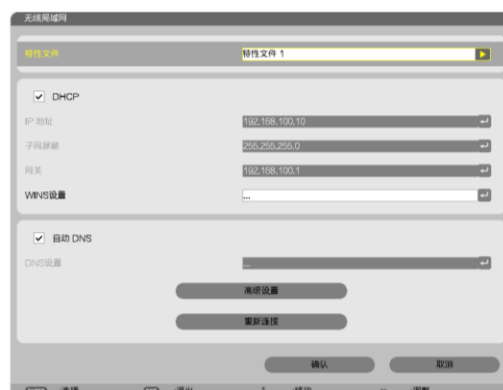 无线局域网
特性文件 特性文件 1
DHCP
IP 地址 192.168.100.10
子网屏蔽 255.255.255.0
网关 192.168.100.1
WINS设置 ...
自动 DNS
DNS设置 ...
高级设置
重新连接
确认 取消